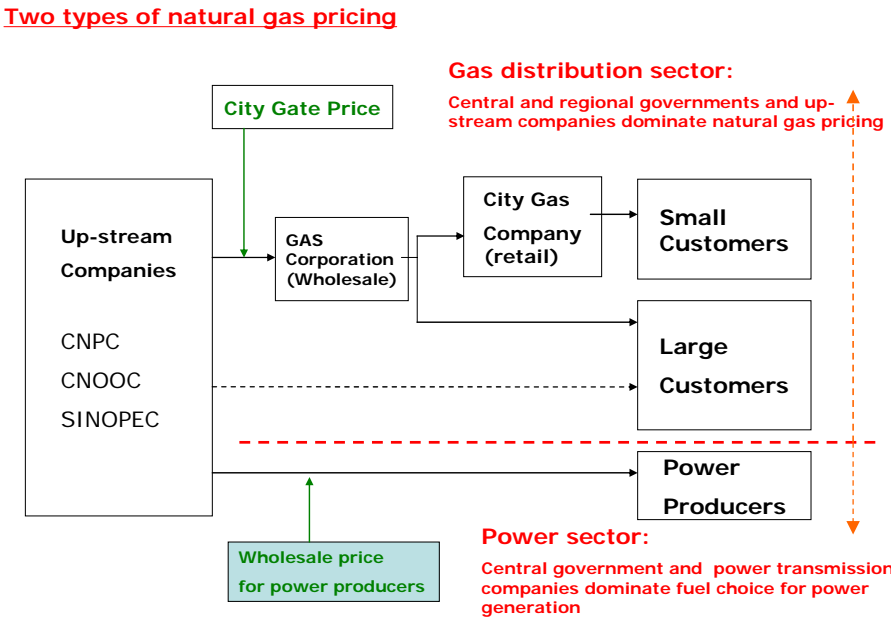 Two types of natural gas pricing
Gas distribution sector:
Central and regional governments and up-
stream companies dominate natural gas pricing
City Gate Price
Up-stream
Companies
CNPC
CNOOC
SINOPEC
GAS
Corporation
(Wholesale)
City Gas
Company
(retail)
Small
Customers
Large
Customers
Power
Producers
Wholesale price
for power producers
Power sector:
Central government and power transmission
companies dominate fuel choice for power
generation